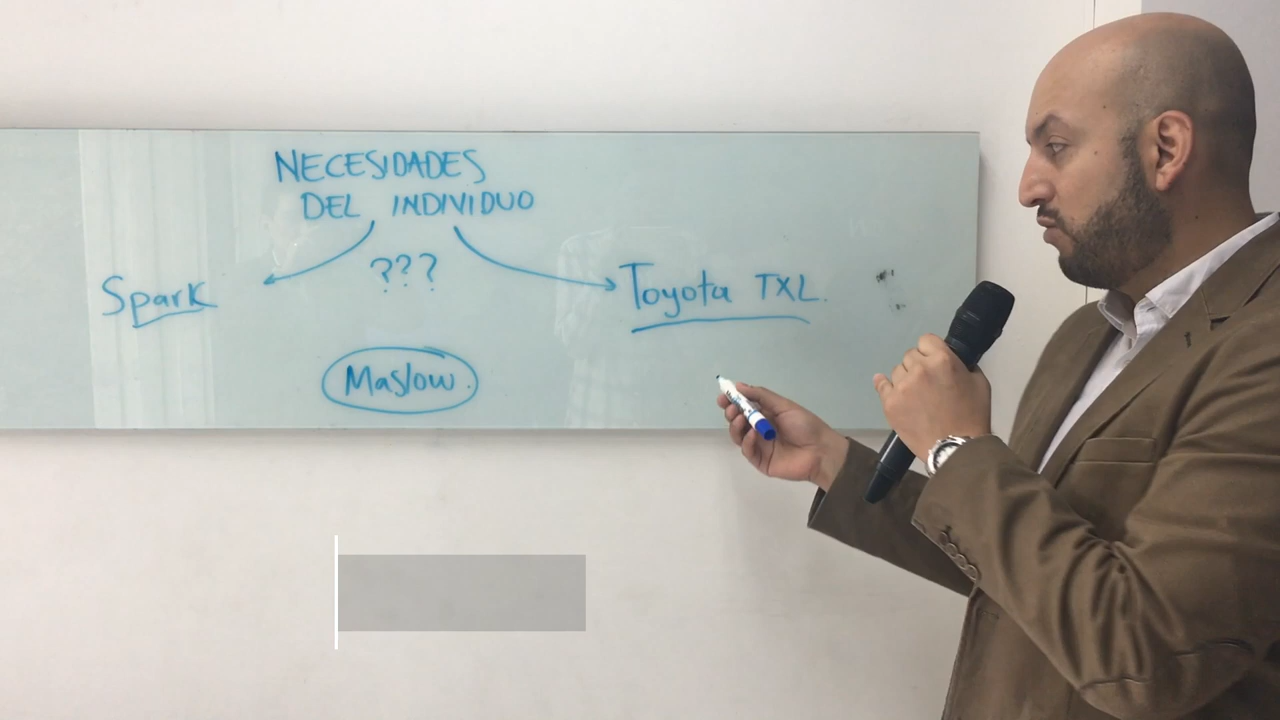 NECESIDADES
DEL INDIVIDUO
???
Spark
Toyota TXL.
Maslow.